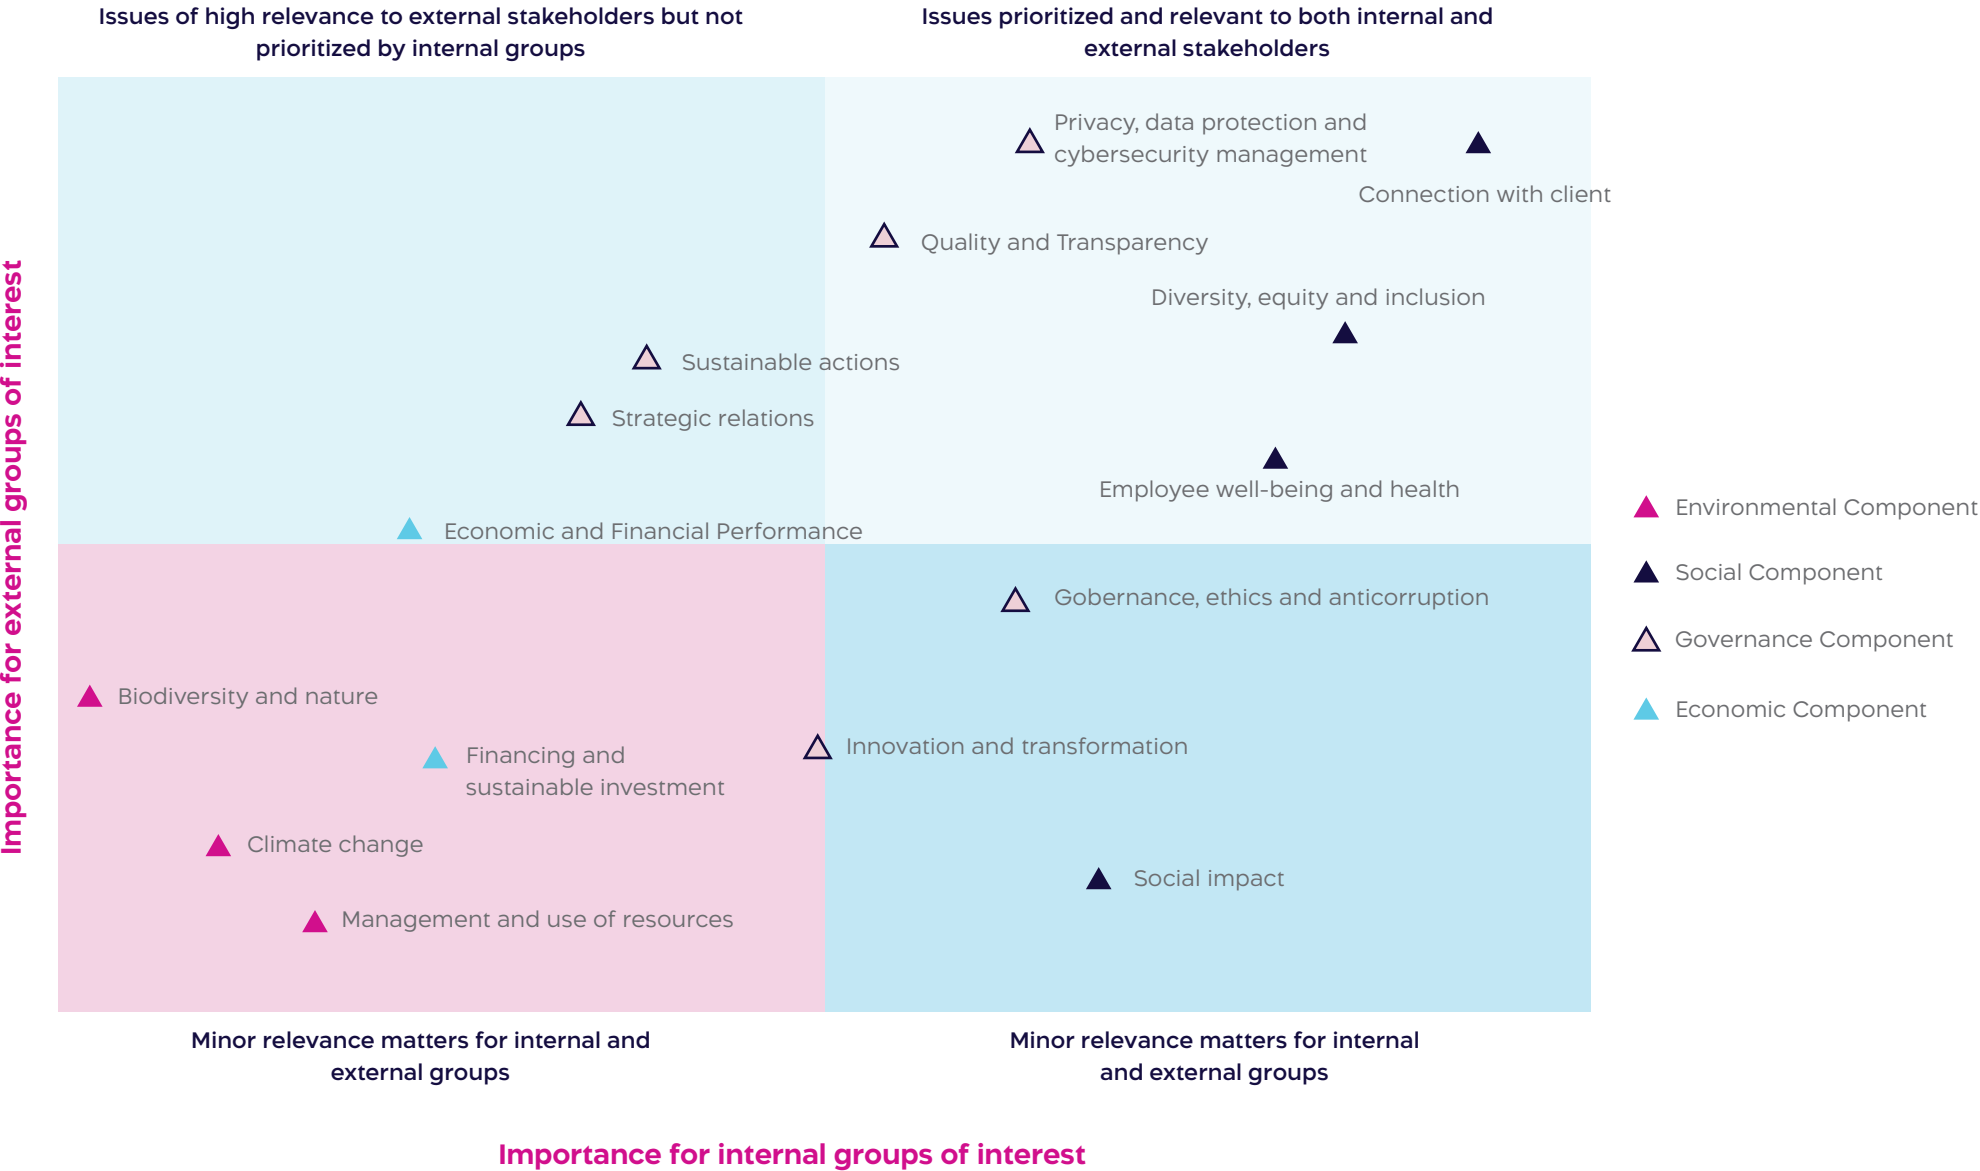 Issues of high relevance to external stakeholders but not
prioritized by internal groups
Issues prioritized and relevant to both internal and
external stakeholders
Importance for external groups of interest
Privacy, data protection and
cybersecurity management
Connection with client
Quality and Transparency
Diversity, equity and inclusion
Sustainable actions
Strategic relations
Employee well-being and health
Economic and Financial Performance
Gobernance, ethics and anticorruption
Biodiversity and nature
Innovation and transformation
Financing and
sustainable investment
Climate change
Social impact
Management and use of resources
Environmental Component
Social Component
Governance Component
Economic Component
Minor relevance matters for internal and
external groups
Minor relevance matters for internal
and external groups
Importance for internal groups of interest